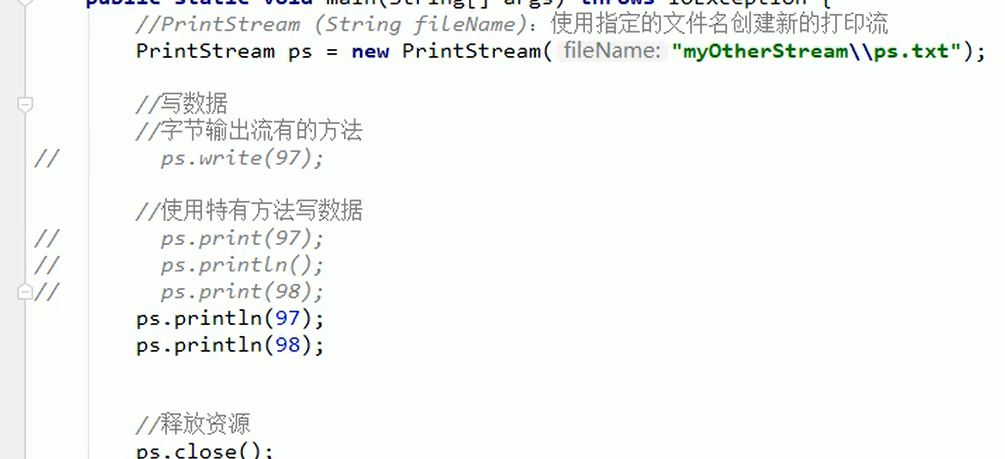 public static void main(String[] args) throws IOException {
//PrintStream (String fileName)：使用指定的文件名创建新的打印流
PrintStream ps = new PrintStream( fileName: "myOtherStream\\ps.txt");
//写数据
//字节输出流有的方法
// ps.write(97);
//使用特有方法写数据
// ps.print(97);
// ps.println();
// ps.print(98);
ps.println(97);
ps.println(98);
//释放资源
ps.close();